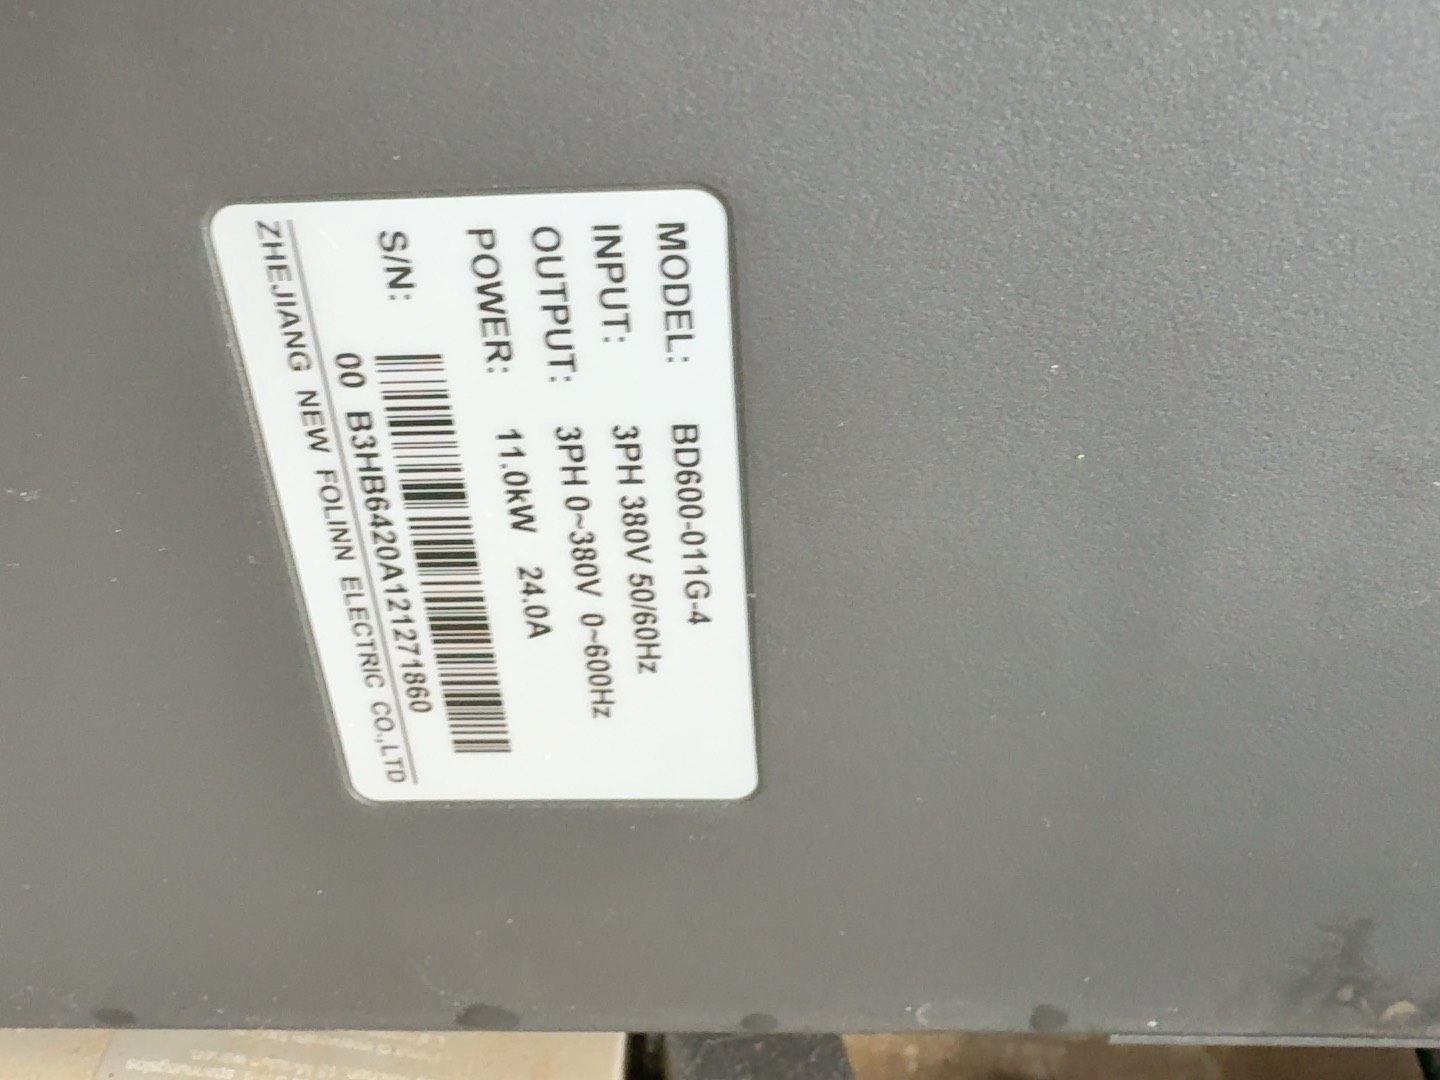 MODEL: BD600-011G-4
INPUT: 3PH 380V 50/60Hz
OUTPUT: 3PH 0~380V 0~600Hz
POWER: 11.0kW 24.0A
S/N:
00 B3HB6420A121271860
ZHEJIANG NEW FOLINN ELECTRIC CO.,LTD